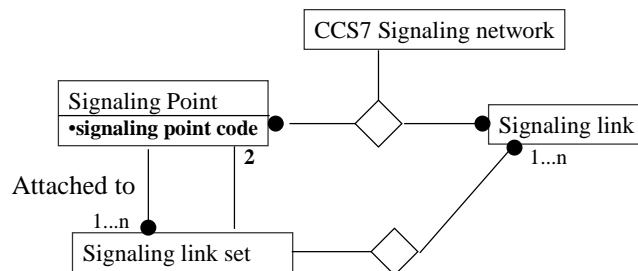 CCS7 Signaling network
Signaling Point
•signaling point code
Signaling link
2
1...n
Attached to
1...n
Signaling link set